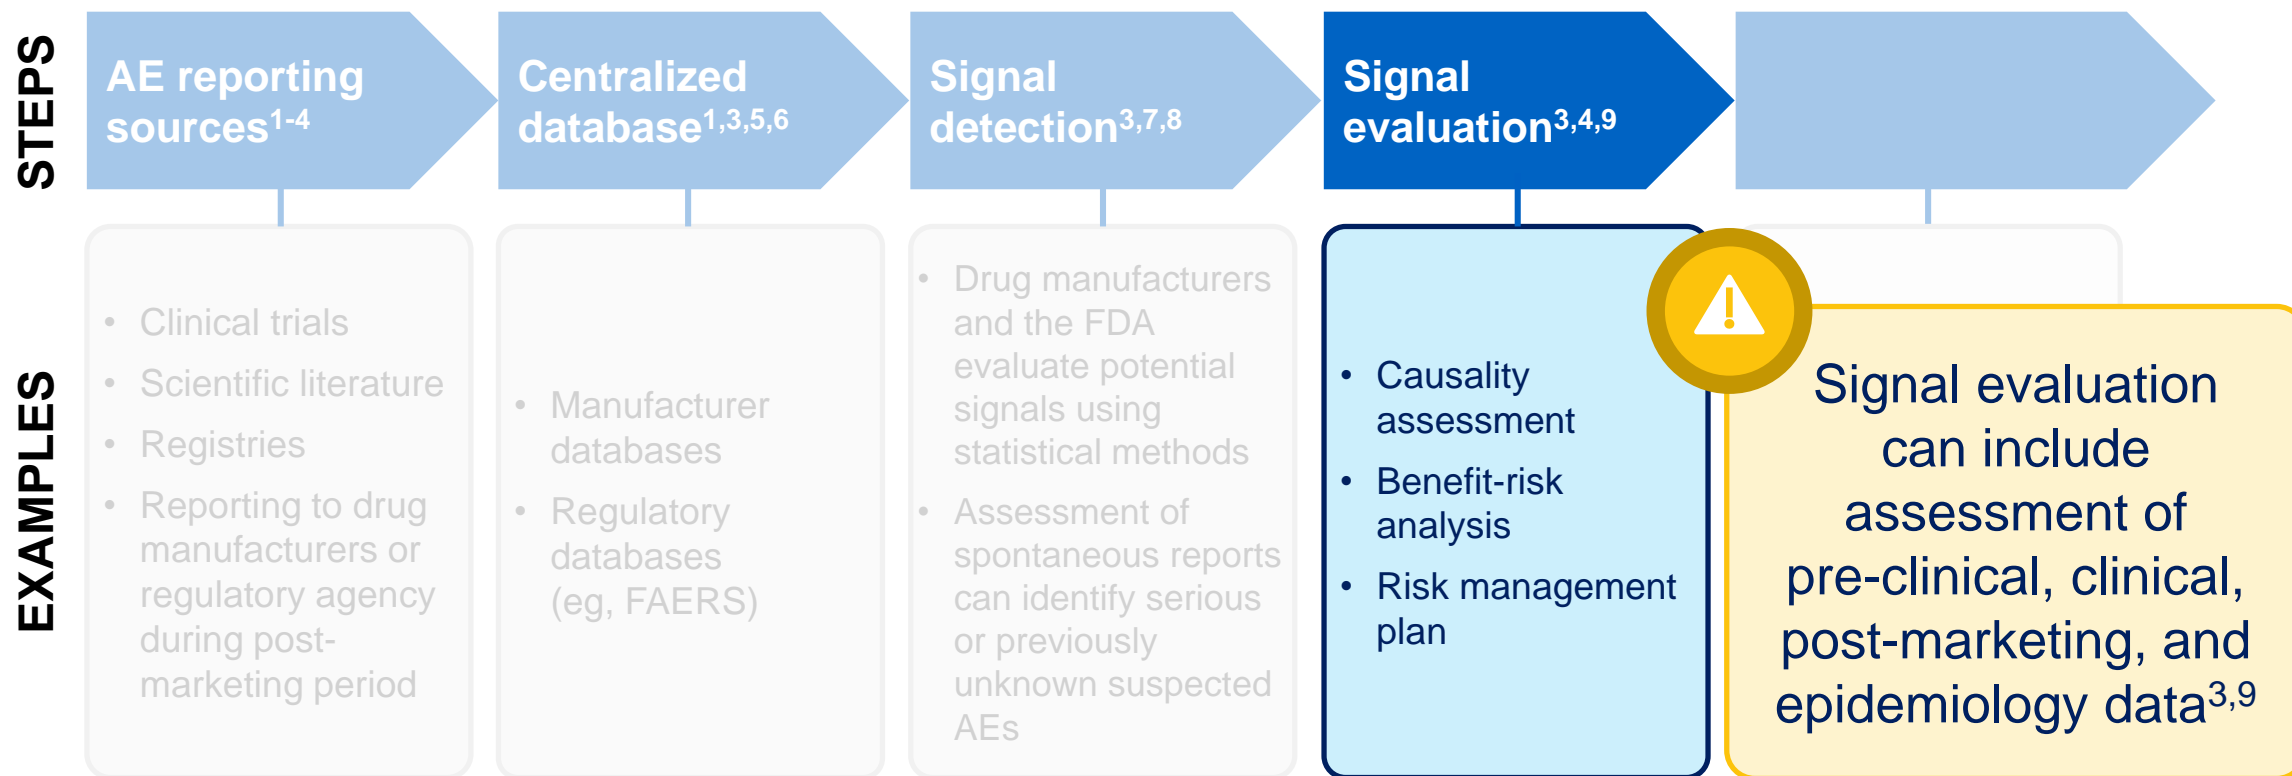 STEPS
AE reporting
sources1-4
Centralized
database1,3,5,6
Signal
detection3,7,8
Signal
evaluation3,4,9
EXAMPLES
• Clinical trials
• Scientific literature
• Registries
• Reporting to drug
manufacturers or
regulatory agency
during post-
marketing period
• Manufacturer
databases
• Regulatory
databases
(eg, FAERS)
• Drug manufacturers
and the FDA
evaluate potential
signals using
statistical methods
• Assessment of
spontaneous reports
can identify serious
or previously
unknown suspected
AEs
• Causality
assessment
• Benefit-risk
analysis
• Risk management
plan
Signal evaluation
can include
assessment of
pre-clinical, clinical,
post-marketing, and
epidemiology data3,9